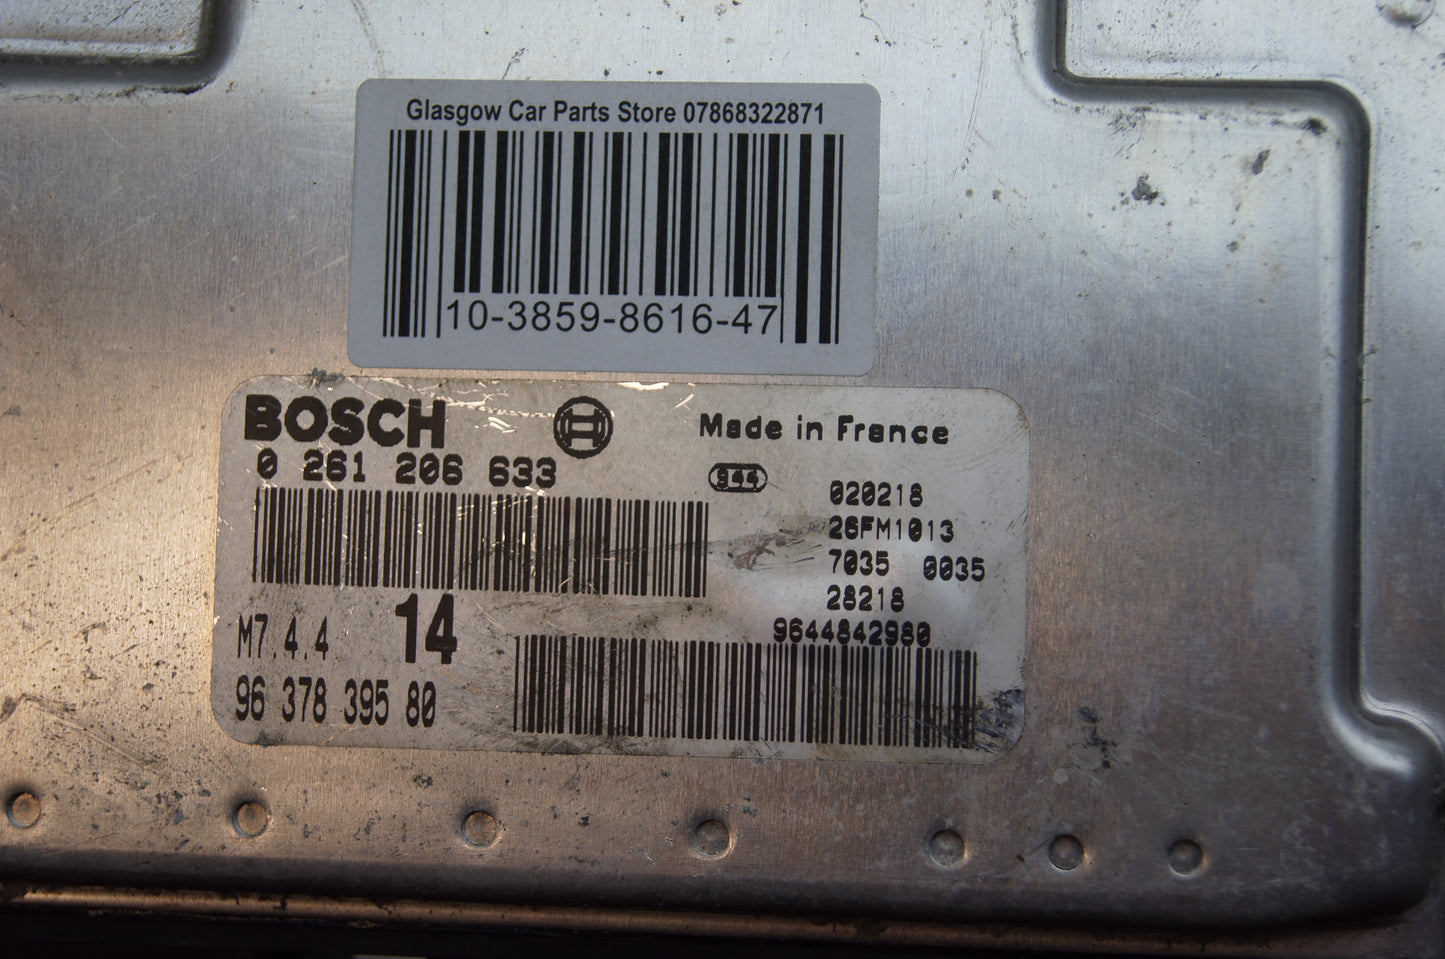 Glasgow Car Parts Store 07868322871
10-3859-8616-47
BOSCH
Made in France
0 261 206 633
944
020218
26FM1013
7035 0035
28218
M7.4.4
14
9644842980
96 378 395 80